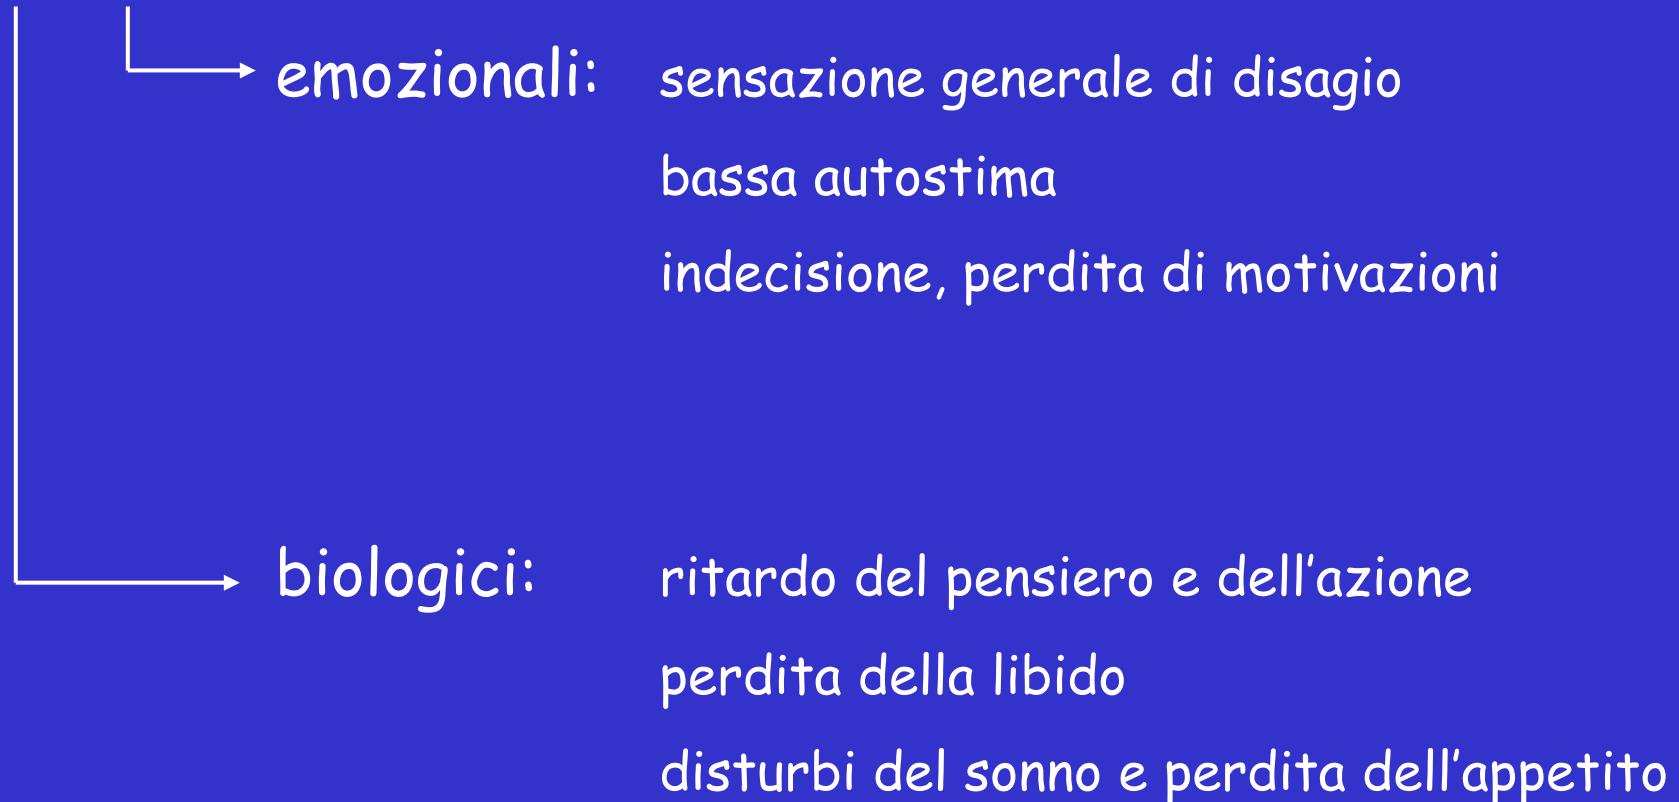 emozionali: sensazione generale di disagio
bassa autostima
indecisione, perdita di motivazioni
biologici: ritardo del pensiero e dell’azione
perdita della libido
disturbi del sonno e perdita dell’appetito